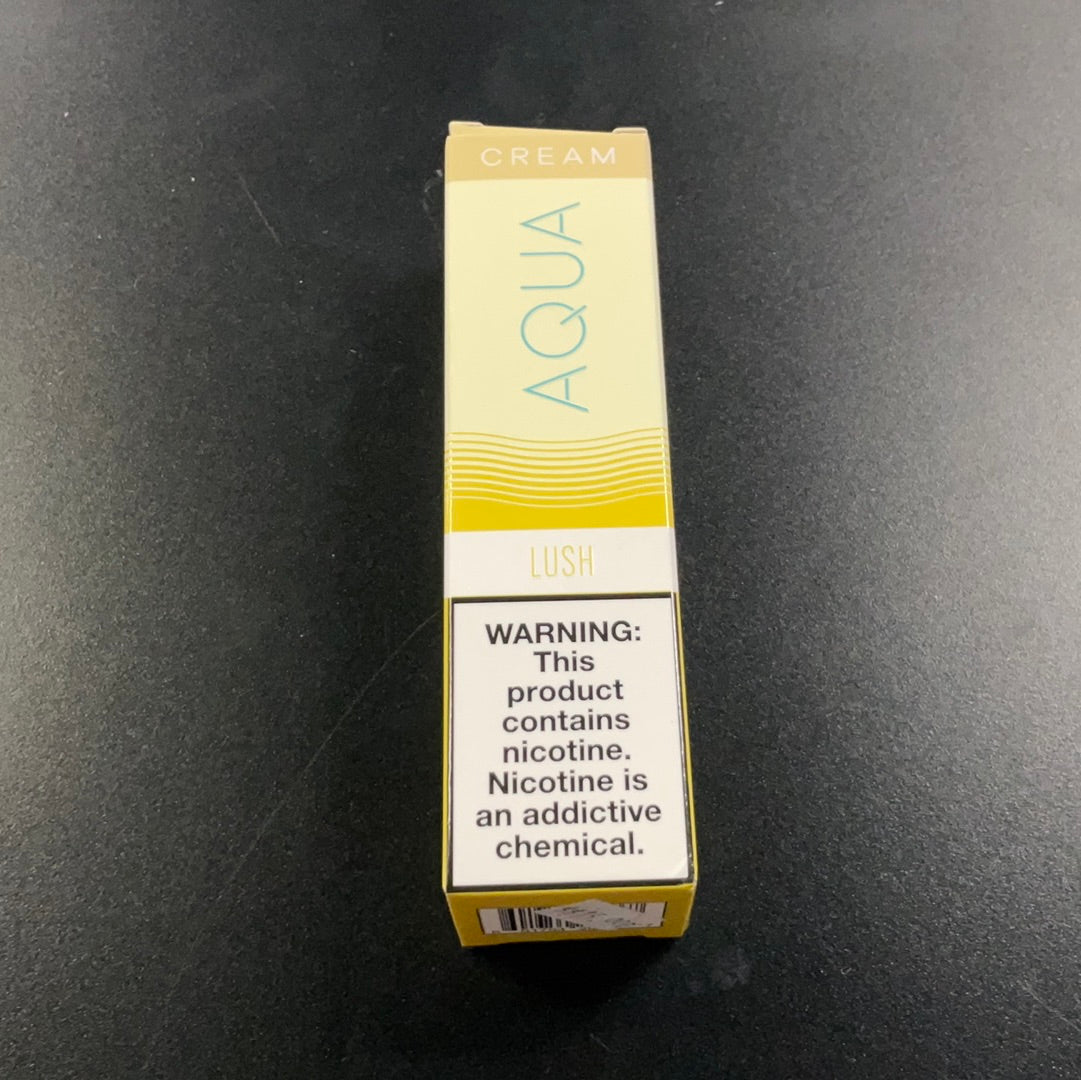 CREAM
AQUA
LUSH
WARNING:
This
product
contains
nicotine.
Nicotine is
an addictive
chemical.